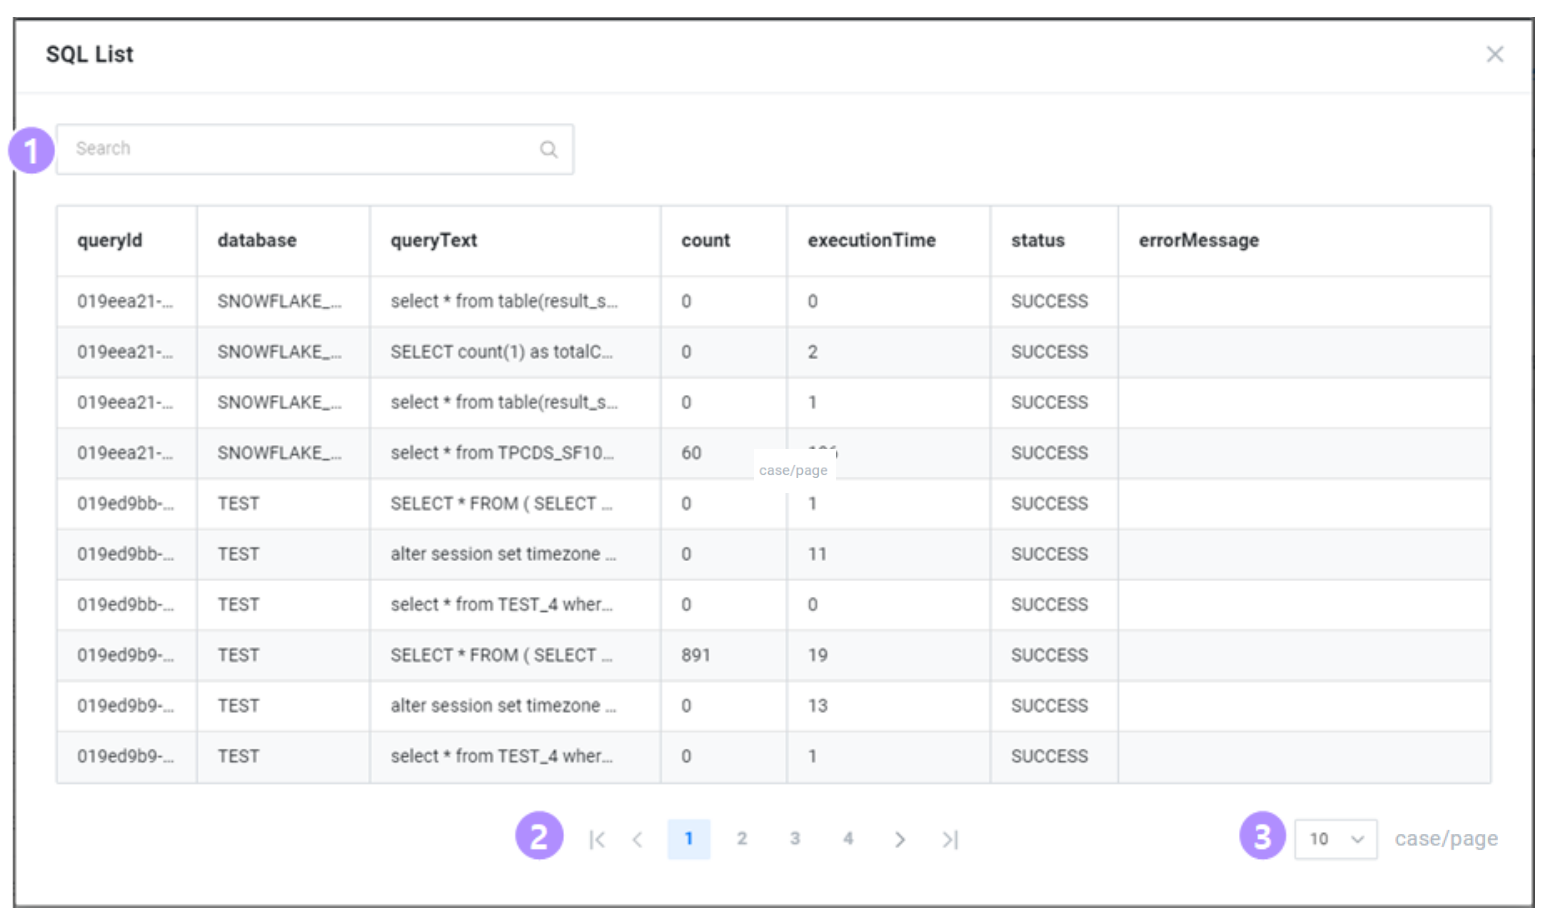 SQL List
1 Search
queryId database queryText count executionTime status errorMessage
019eea21-... SNOWFLAKE_... select * from table(result_s... 0 0 SUCCESS
019eea21-... SNOWFLAKE_... SELECT count(1) as totalC... 0 2 SUCCESS
019eea21-... SNOWFLAKE_... select * from table(result_s... 0 1 SUCCESS
019eea21-... SNOWFLAKE_... select * from TPCDS_SF10... 60 SUCCESS
case/page
019ed9bb-... TEST SELECT * FROM ( SELECT ... 0 1 SUCCESS
019ed9bb-... TEST alter session set timezone ... 0 11 SUCCESS
019ed9bb-... TEST select * from TEST_4 wher... 0 0 SUCCESS
019ed9b9-... TEST SELECT * FROM ( SELECT ... 891 19 SUCCESS
019ed9b9-... TEST alter session set timezone ... 0 13 SUCCESS
019ed9b9-... TEST select * from TEST_4 wher... 0 1 SUCCESS
2 |< < 1 2 3 4 > >| 3 10 case/page